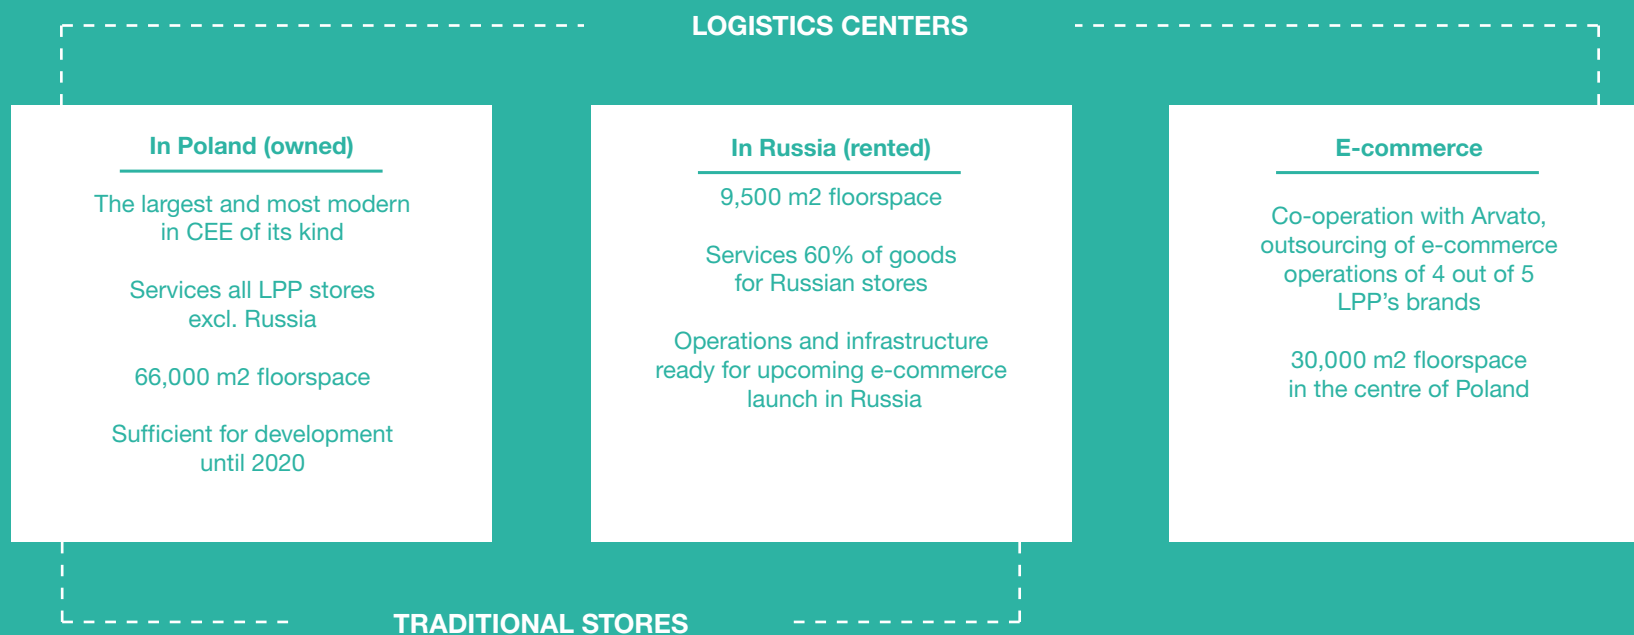 LOGISTICS CENTERS
In Poland (owned)
The largest and most modern
in CEE of its kind
Services all LPP stores
excl. Russia
66,000 m2 floorspace
Sufficient for development
until 2020
In Russia (rented)
9,500 m2 floorspace
Services 60% of goods
for Russian stores
Operations and infrastructure
ready for upcoming e-commerce
launch in Russia
E-commerce
Co-operation with Arvato,
outsourcing of e-commerce
operations of 4 out of 5
LPP’s brands
30,000 m2 floorspace
in the centre of Poland
TRADITIONAL STORES